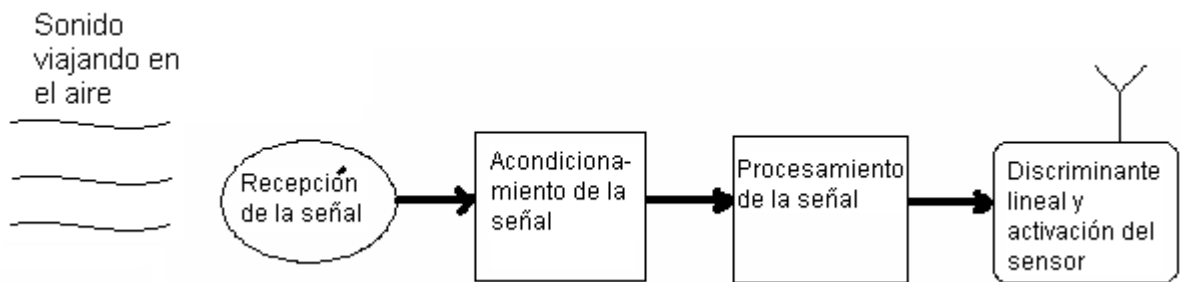 Sonido
viajando en
el aire
Recepción
de la señal
Acondiciona-
miento de la
señal
Procesamiento
de la señal
Discriminante
lineal y
activación del
sensor